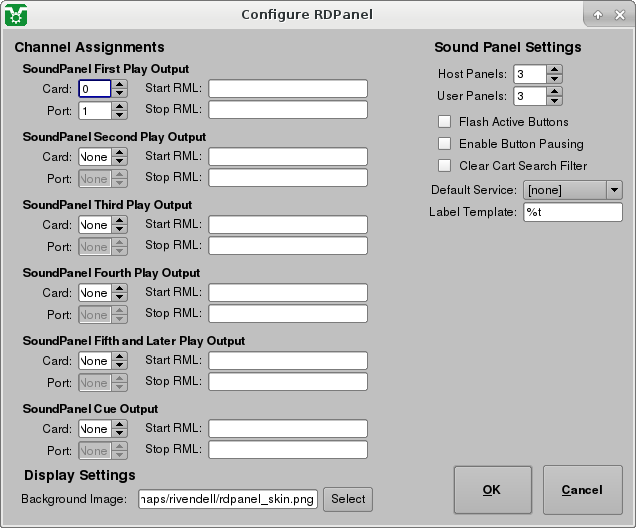 Configure RDPanel
Channel Assignments
SoundPanel First Play Output
Card: 0 Start RML:
Port: 1 Stop RML:
SoundPanel Second Play Output
Card: None Start RML:
Port: None Stop RML:
SoundPanel Third Play Output
Card: None Start RML:
Port: None Stop RML:
SoundPanel Fourth Play Output
Card: None Start RML:
Port: None Stop RML:
SoundPanel Fifth and Later Play Output
Card: None Start RML:
Port: None Stop RML:
SoundPanel Cue Output
Card: None Start RML:
Port: None Stop RML:
Display Settings
Background Image: naps/rivendell/rdpanel_skin.png Select
Sound Panel Settings
Host Panels: 3
User Panels: 3
Flash Active Buttons
Enable Button Pausing
Clear Cart Search Filter
Default Service: [none]
Label Template: %t
OK Cancel